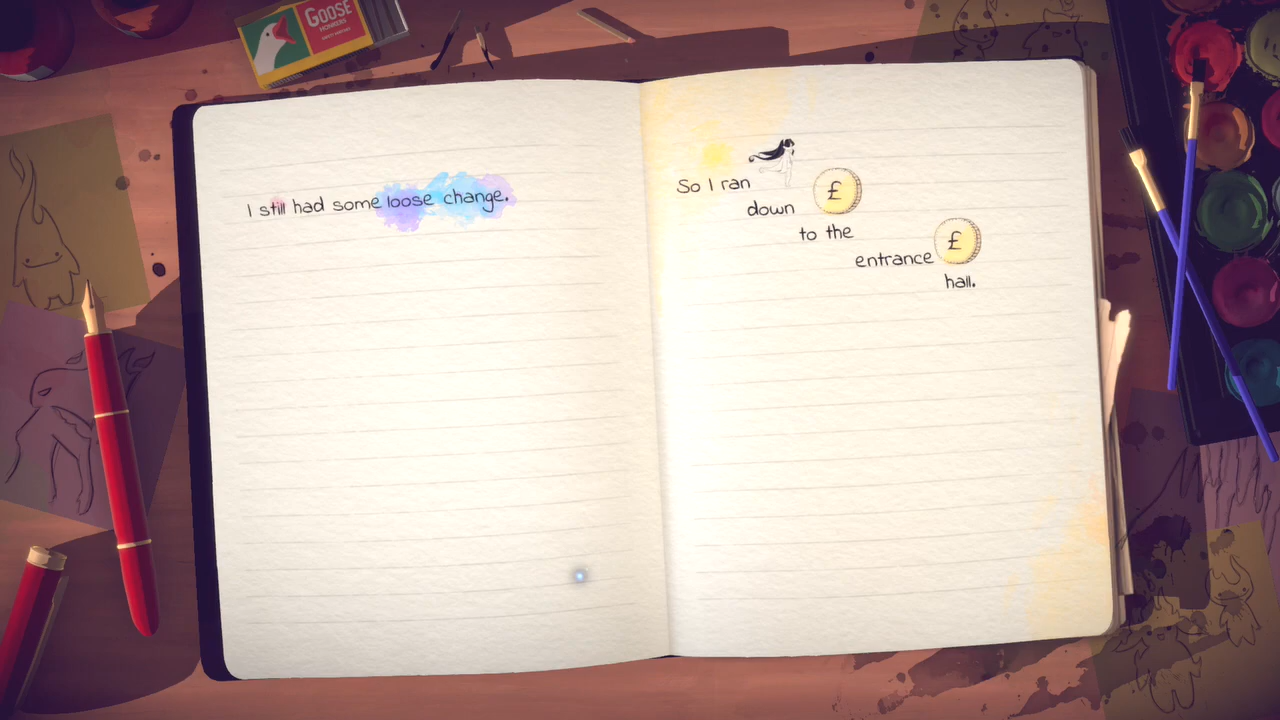 GOOSE
I still had some loose change.
So I ran
down
£
to the
entrance
£
hall.